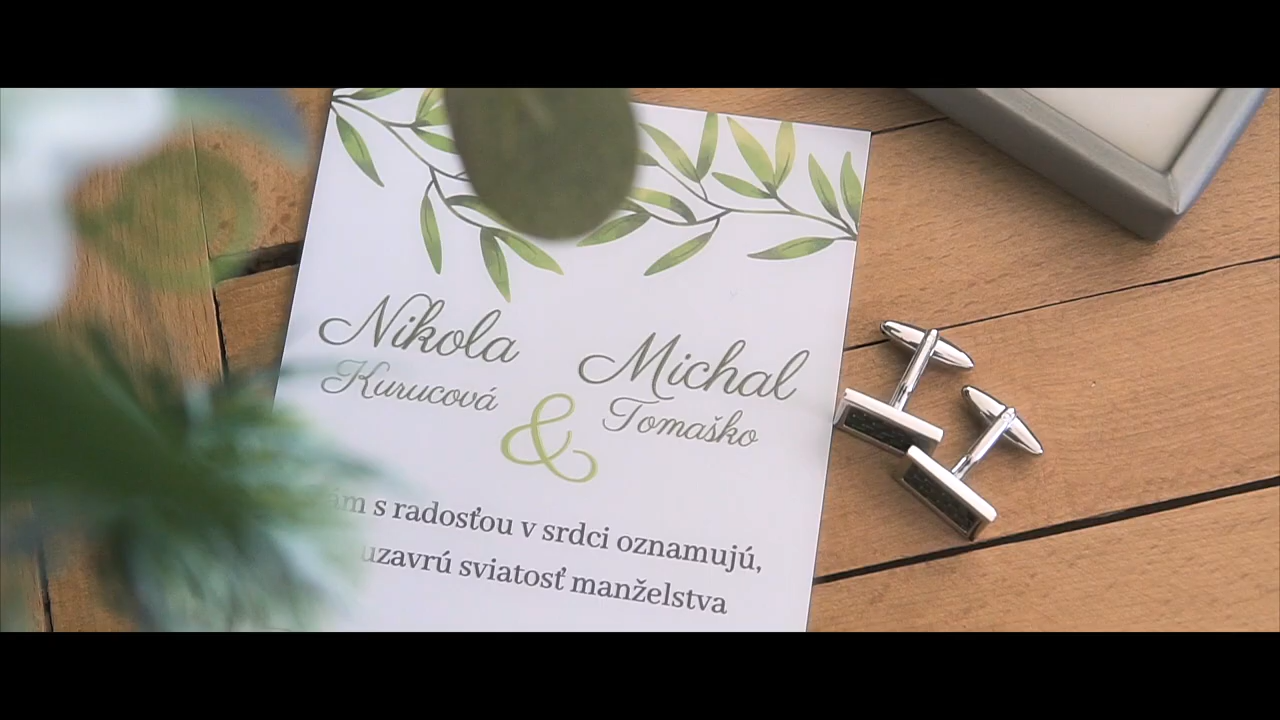 Nikola
Kurucová
&
Michal
Tomaško
s radosťou v srdci oznamujú,
uzavrú sviatosť manželstva